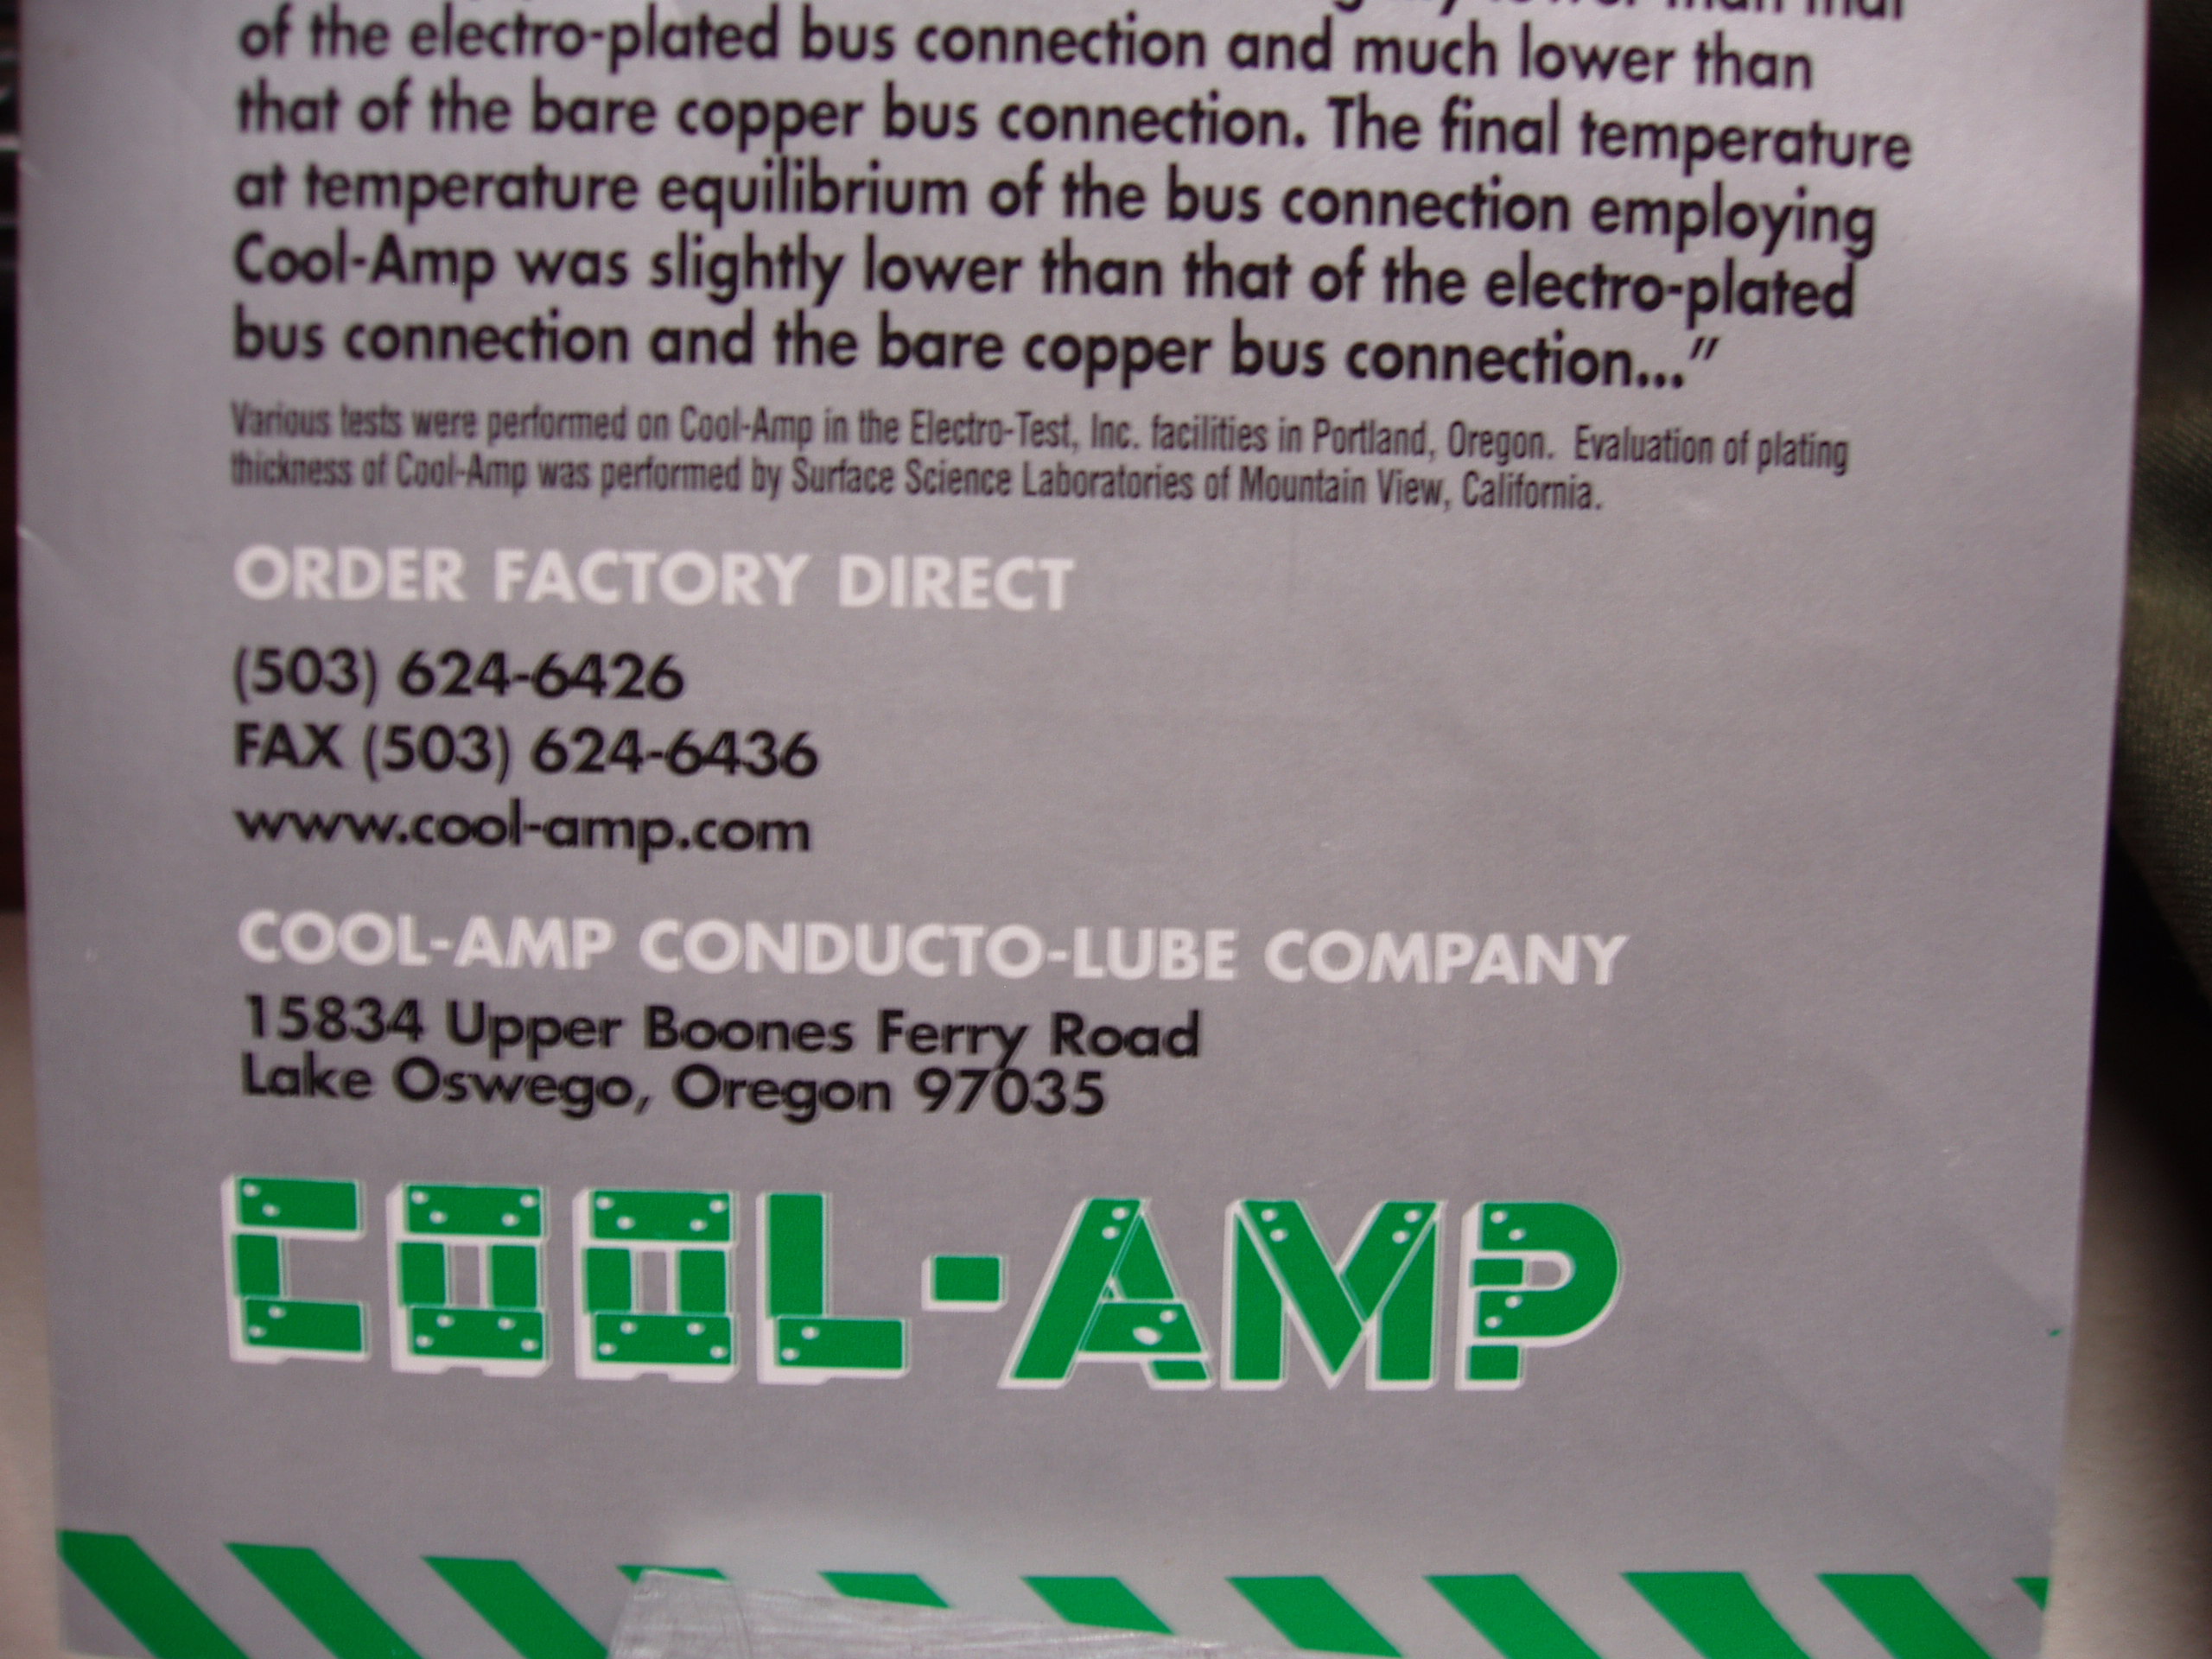 lower than that
of the electro-plated bus connection and much lower than
that of the bare copper bus connection. The final temperature
at temperature equilibrium of the bus connection employing
Cool-Amp was slightly lower than that of the electro-plated
bus connection and the bare copper bus connection..."
Various tests were performed on Cool-Amp in the Electro-Test, Inc. facilities in Portland, Oregon. Evaluation of plating
thickness of Cool-Amp was performed by Surface Science Laboratories of Mountain View, California.
ORDER FACTORY DIRECT
(503) 624-6426
FAX (503) 624-6436
www.cool-amp.com
COOL-AMP CONDUCTO-LUBE COMPANY
15834 Upper Boones Ferry Road
Lake Oswego, Oregon 97035
COOL-AMP